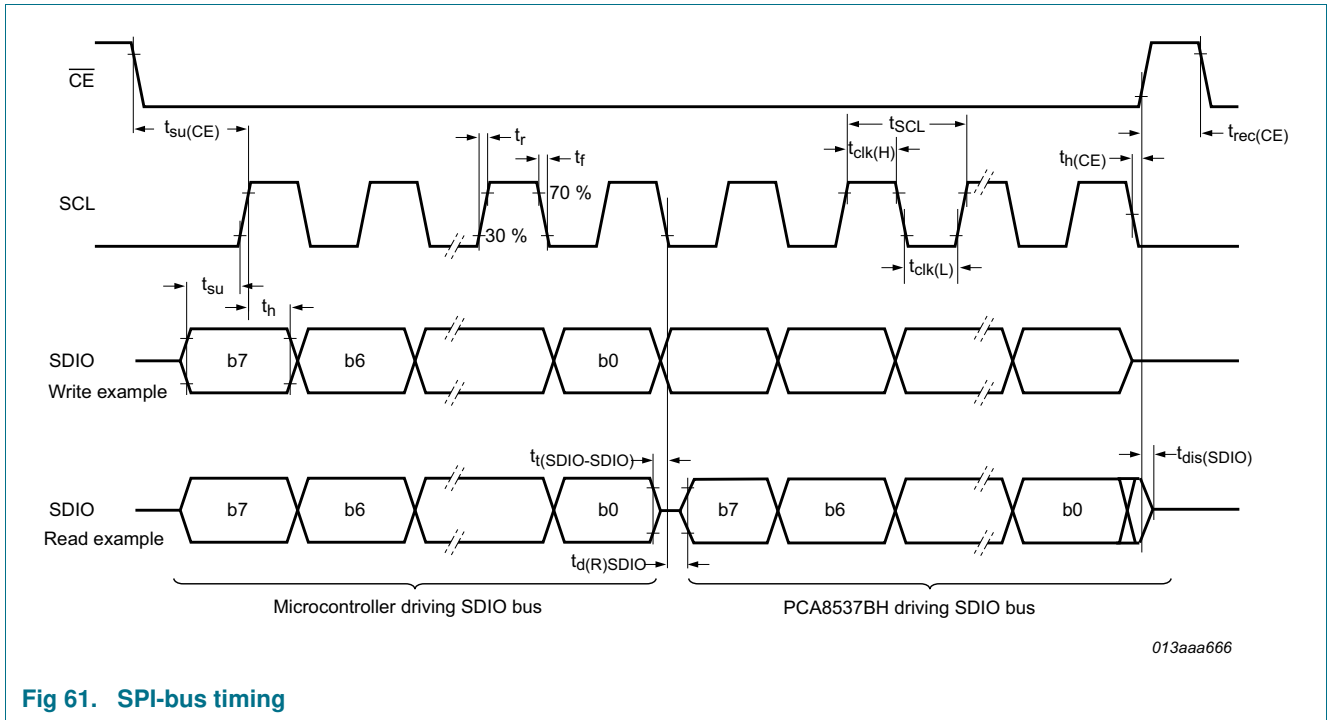 CE
tsu(CE)
tr
tf
tSCL
tclk(H)
th(CE)
trec(CE)
SCL
70 %
30 %
tclk(L)
tsu
th
SDIO
Write example
b7
b6
b0
tt(SDIO-SDIO)
tdis(SDIO)
SDIO
Read example
b7
b6
b0
b7
b6
b0
td(R)SDIO
Microcontroller driving SDIO bus
PCA8537BH driving SDIO bus
013aaa666
Fig 61. SPI-bus timing